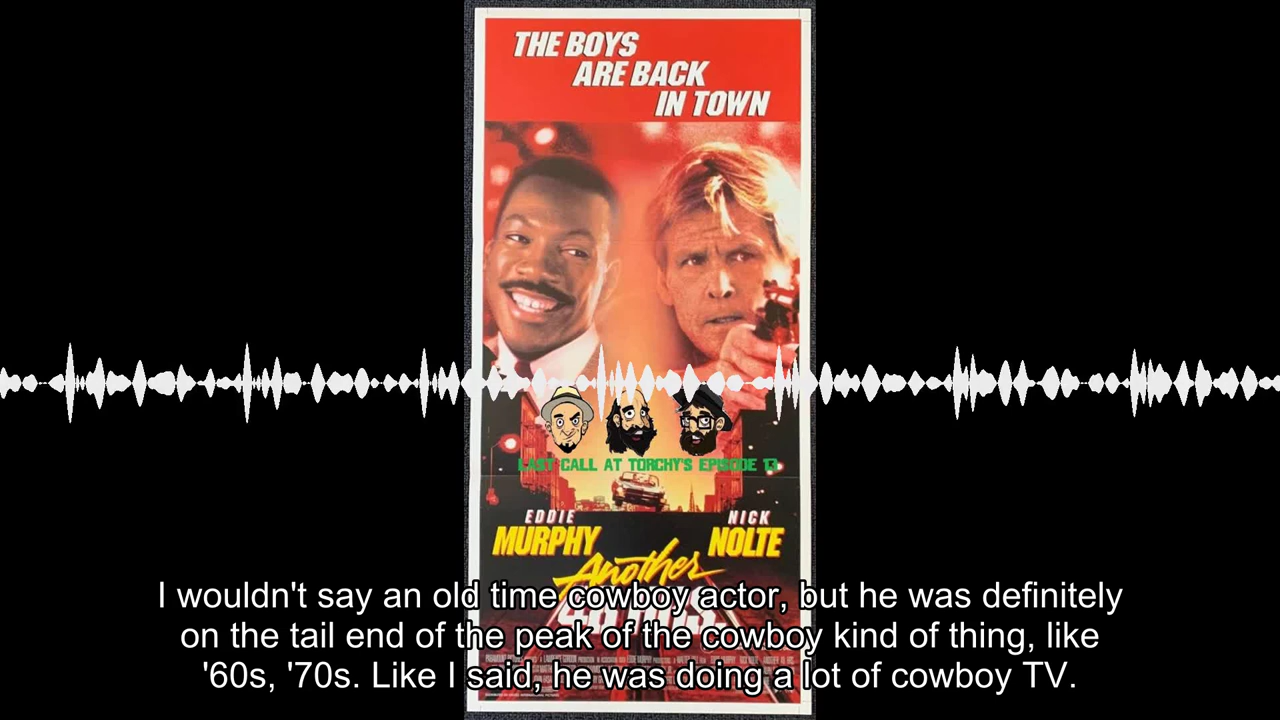 THE BOYS
ARE BACK
IN TOWN
LAST CALL AT TORCHY'S EPISODE 13
EDDIE
MURPHY
NICK
NOLTE
Another
I wouldn't say an old time cowboy actor, but he was definitely
on the tail end of the peak of the cowboy kind of thing, like
'60s, '70s. Like I said, he was doing a lot of cowboy TV.